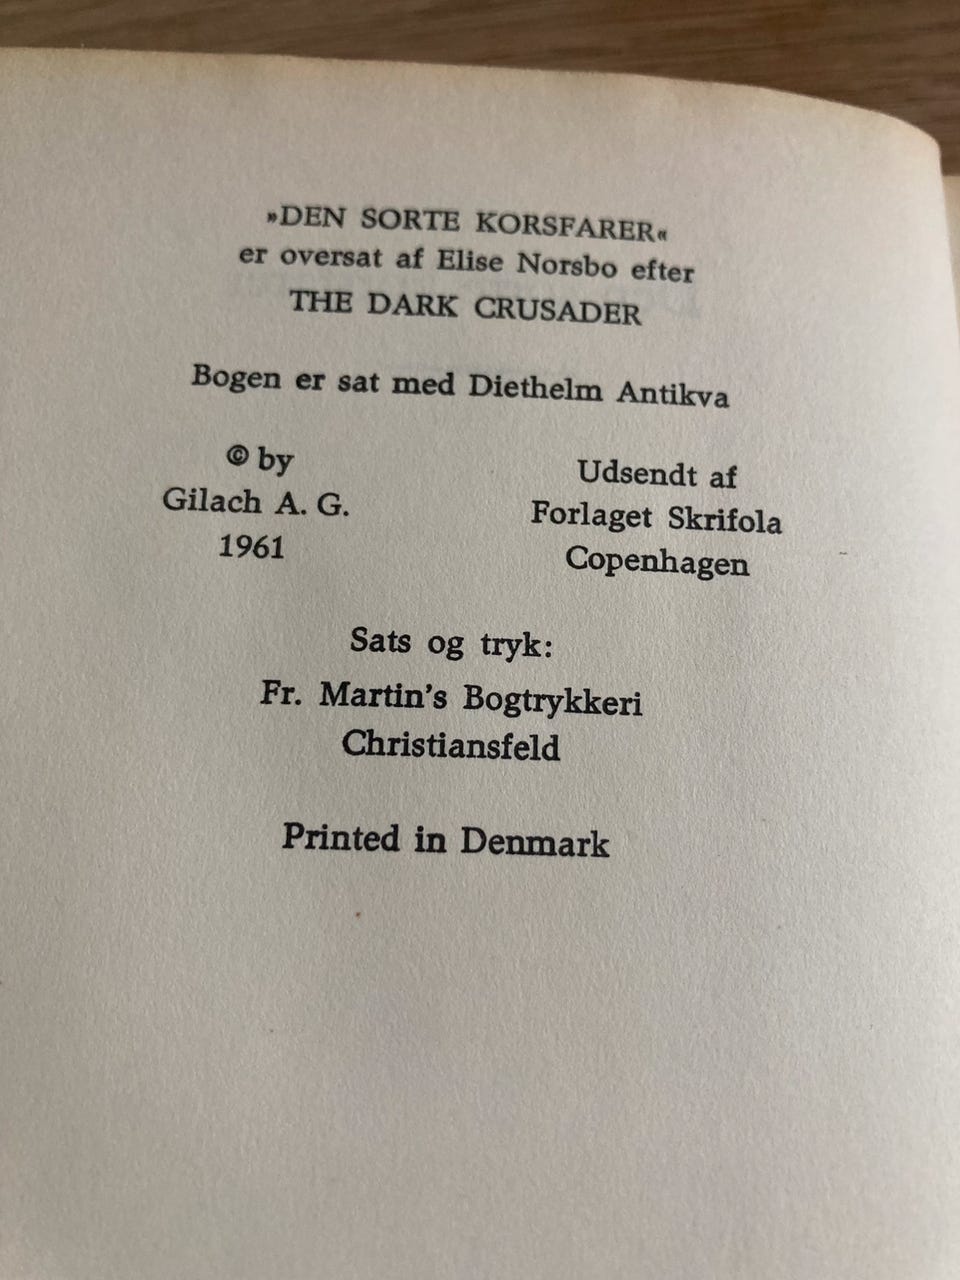 »DEN SORTE KORSFARER«
er oversat af Elise Norsbo efter
THE DARK CRUSADER
Bogen er sat med Diethelm Antikva
© by
Gilach A. G.
1961
Udsendt af
Forlaget Skrifola
Copenhagen
Sats og tryk:
Fr. Martin's Bogtrykkeri
Christiansfeld
Printed in Denmark